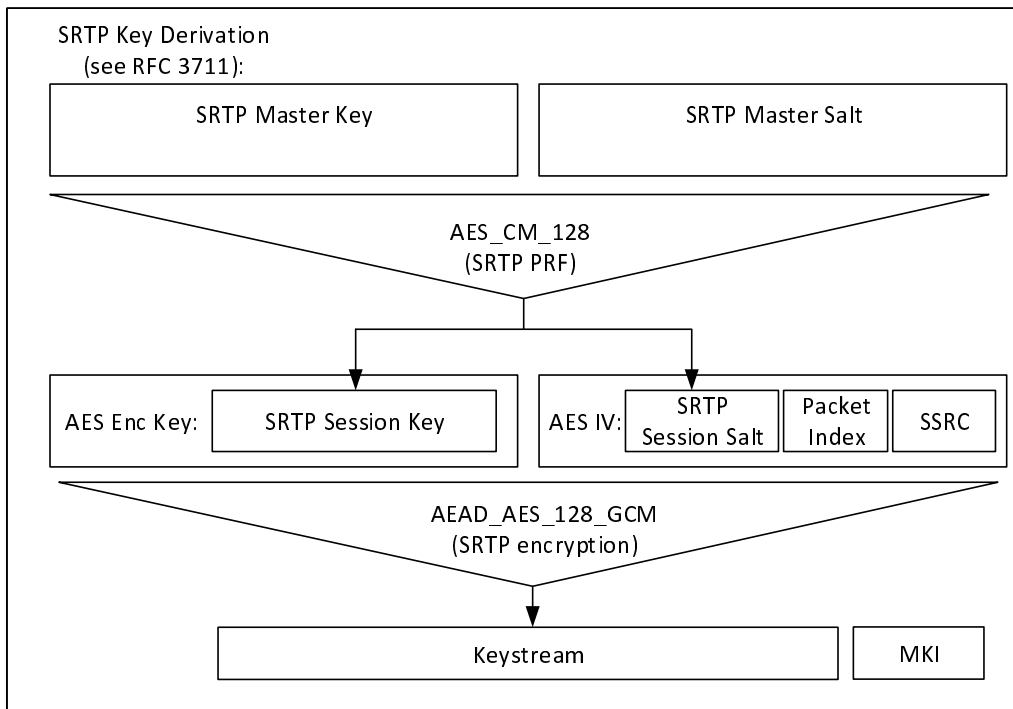 SRTP Key Derivation
(see RFC 3711):
SRTP Master Key
SRTP Master Salt
AES_CM_128
(SRTP PRF)
AES Enc Key:
SRTP Session Key
AES IV:
SRTP
Session Salt
Packet
Index
SSRC
AEAD_AES_128_GCM
(SRTP encryption)
Keystream
MKI